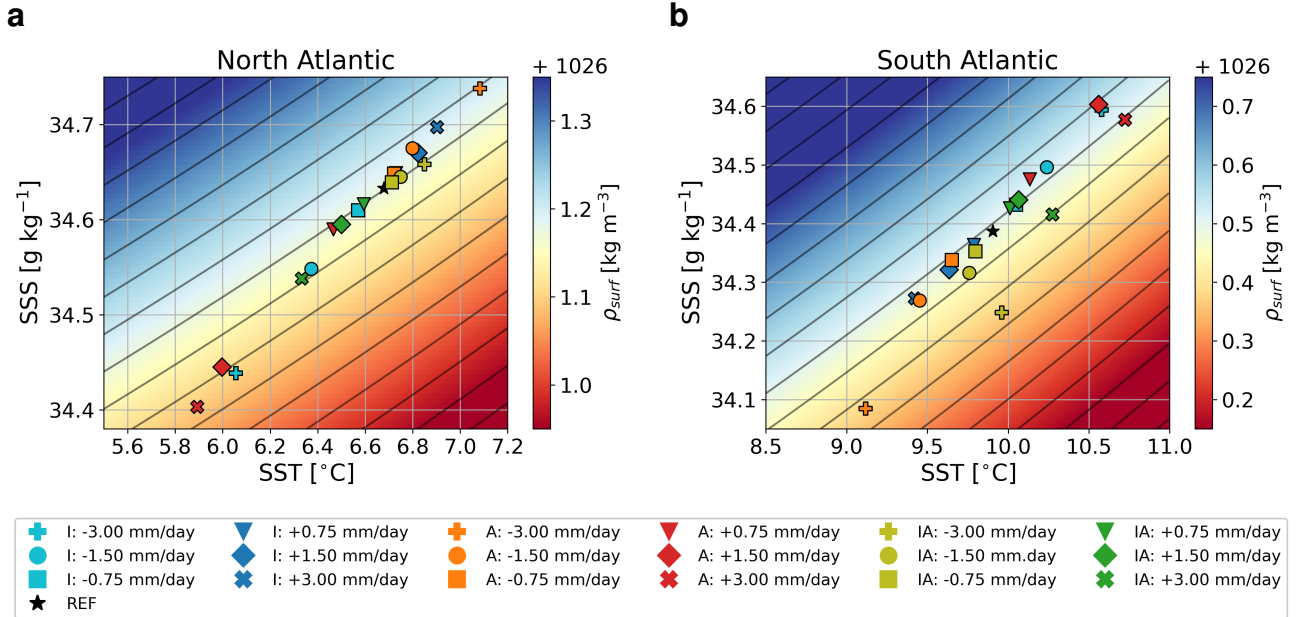 a
North Atlantic
+ 1026
34.7
34.6
34.5
34.4
SSS [g kg⁻¹]
5.6 5.8 6.0 6.2 6.4 6.6 6.8 7.0 7.2
SST [°C]
1.3
1.2
1.1
1.0
ρsurf [kg m⁻³]
b
South Atlantic
+ 1026
34.6
34.5
34.4
34.3
34.2
34.1
SSS [g kg⁻¹]
8.5 9.0 9.5 10.0 10.5 11.0
SST [°C]
0.7
0.6
0.5
0.4
0.3
0.2
ρsurf [kg m⁻³]
I: -3.00 mm/day I: +0.75 mm/day A: -3.00 mm/day A: +0.75 mm/day IA: -3.00 mm/day IA: +0.75 mm/day
I: -1.50 mm/day I: +1.50 mm/day A: -1.50 mm/day A: +1.50 mm/day IA: -1.50 mm.day IA: +1.50 mm/day
I: -0.75 mm/day I: +3.00 mm/day A: -0.75 mm/day A: +3.00 mm/day IA: -0.75 mm/day IA: +3.00 mm/day
REF